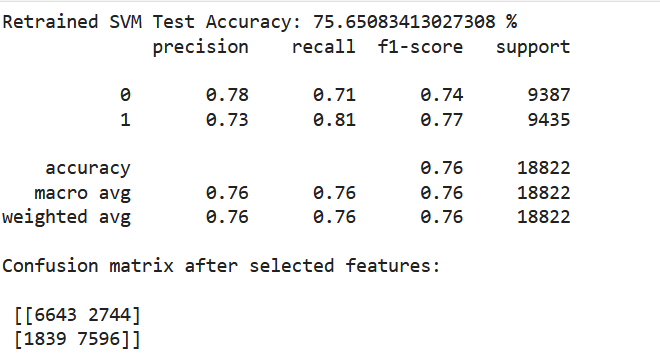 Retrained SVM Test Accuracy: 75.65083413027308 %
precision recall f1-score support
0 0.78 0.71 0.74 9387
1 0.73 0.81 0.77 9435
accuracy 0.76 18822
macro avg 0.76 0.76 0.76 18822
weighted avg 0.76 0.76 0.76 18822
Confusion matrix after selected features:
[[6643 2744]
[1839 7596]]